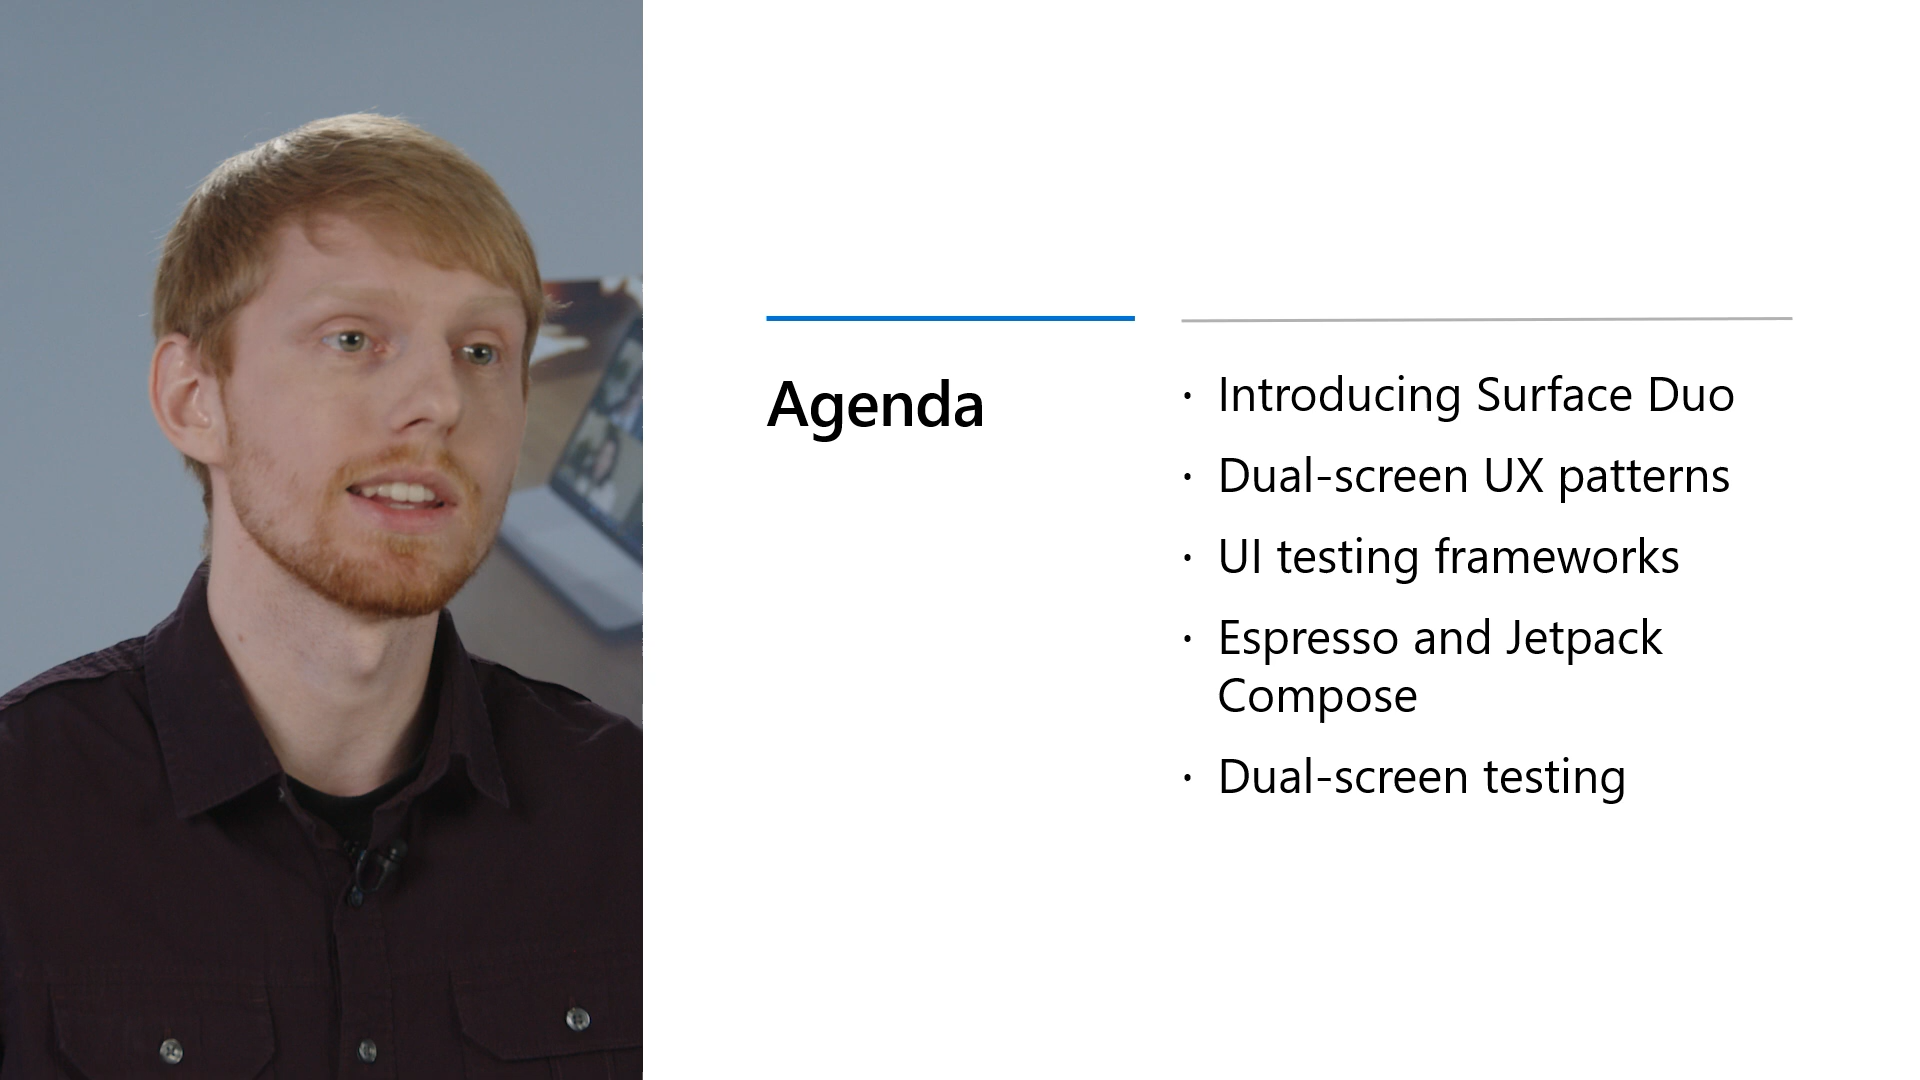 Agenda
· Introducing Surface Duo
· Dual-screen UX patterns
· UI testing frameworks
· Espresso and Jetpack
Compose
· Dual-screen testing